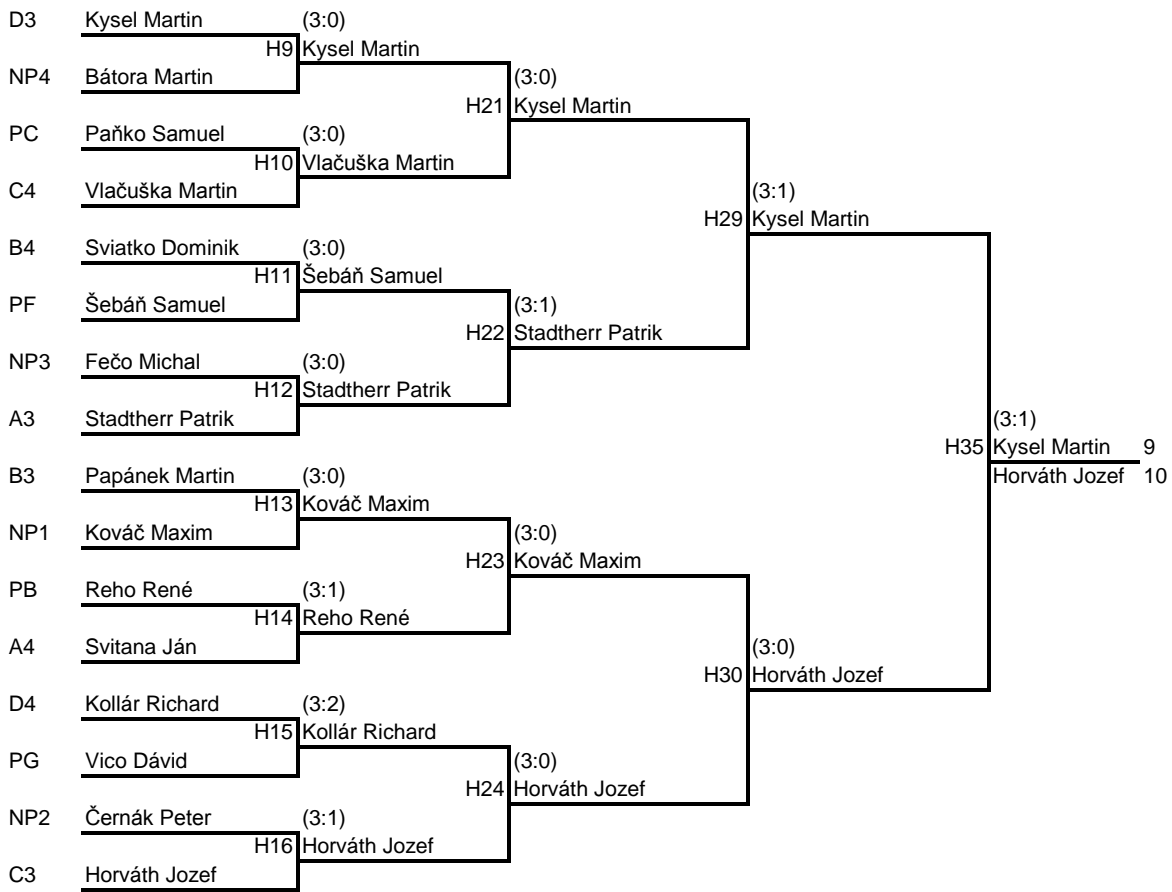 D3 Kysel Martin (3:0)
H9 Kysel Martin
NP4 Bátora Martin (3:0)
H21 Kysel Martin
PC Paňko Samuel (3:0)
H10 Vlačuška Martin
C4 Vlačuška Martin (3:1)
H29 Kysel Martin
B4 Sviatko Dominik (3:0)
H11 Šebáň Samuel
PF Šebáň Samuel (3:1)
H22 Stadtherr Patrik
NP3 Fečo Michal (3:0)
H12 Stadtherr Patrik
A3 Stadtherr Patrik (3:1)
H35 Kysel Martin 9
B3 Papánek Martin (3:0) Horváth Jozef 10
H13 Kováč Maxim
NP1 Kováč Maxim (3:0)
H23 Kováč Maxim
PB Reho René (3:1)
H14 Reho René
A4 Svitana Ján (3:0)
H30 Horváth Jozef
D4 Kollár Richard (3:2)
H15 Kollár Richard
PG Vico Dávid (3:0)
H24 Horváth Jozef
NP2 Černák Peter (3:1)
H16 Horváth Jozef
C3 Horváth Jozef